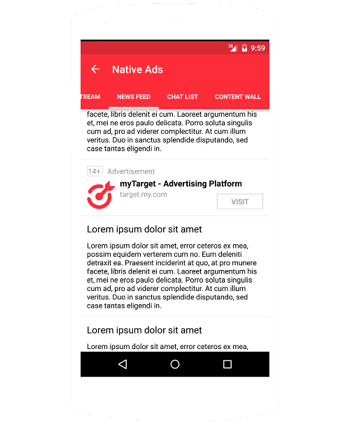 9:59
Native Ads
TREAM NEWS FEED CHAT LIST CONTENT WALL
facete, libris delenit ei cum. Laoreet argumentum his
et, mei ne eros paulo delicata. Porro soluta singulis
cum ad, pro ad viderer complectitur. At cum illum
veritus. Duo in sanctus splendide disputando, sed
case tantas eligendi in.
14+ Advertisement
myTarget - Advertising Platform
target.my.com
VISIT
Lorem ipsum dolor sit amet
Lorem ipsum dolor sit amet, error ceteros ex mea,
possim equidem verterem cum no. Eum deleniti
detraxit ea. Praesent inciderint at quo, at pro munere
facete, libris delenit ei cum. Laoreet argumentum his
et, mei ne eros paulo delicata. Porro soluta singulis
cum ad, pro ad viderer complectitur. At cum illum
veritus. Duo in sanctus splendide disputando, sed
case tantas eligendi in.
Lorem ipsum dolor sit amet
Lorem ipsum dolor sit amet, error ceteros ex mea,